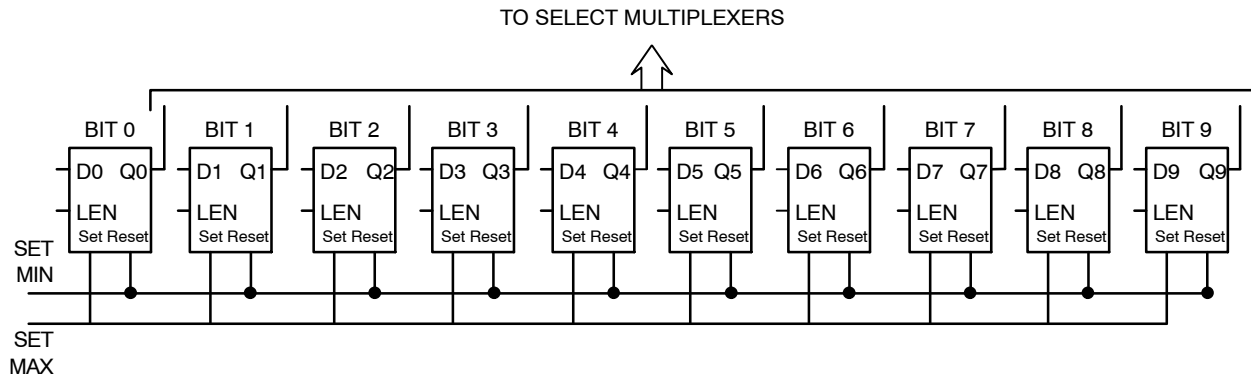 TO SELECT MULTIPLEXERS
BIT 0 BIT 1 BIT 2 BIT 3 BIT 4 BIT 5 BIT 6 BIT 7 BIT 8 BIT 9
D0 Q0 D1 Q1 D2 Q2 D3 Q3 D4 Q4 D5 Q5 D6 Q6 D7 Q7 D8 Q8 D9 Q9
LEN LEN LEN LEN LEN LEN LEN LEN LEN LEN
Set Reset Set Reset Set Reset Set Reset Set Reset Set Reset Set Reset Set Reset Set Reset Set Reset
SET
MIN
SET
MAX